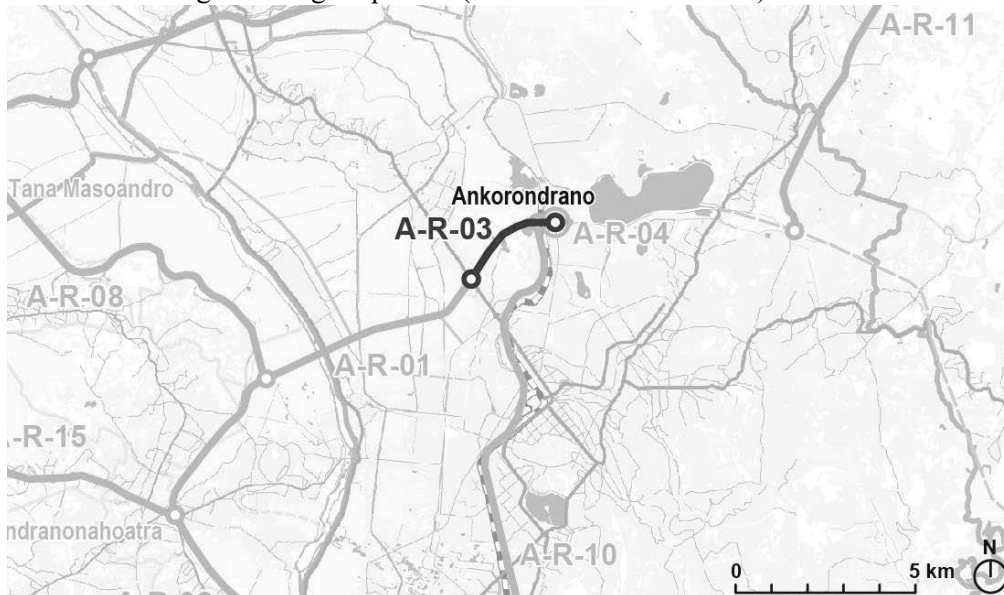 A-R-11
Tana Masoandro
Ankorondrano
A-R-03
A-R-04
A-R-08
A-R-01
-R-15
ndranonahoatra
A-R-10
N
0 5 km